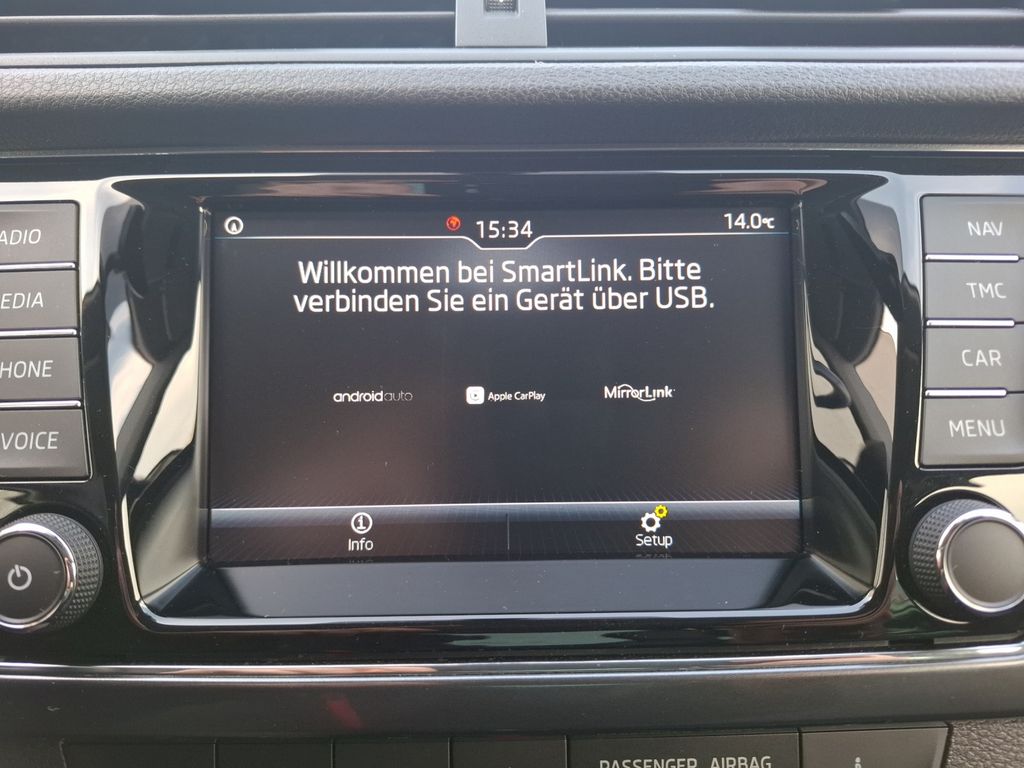 15:34
14.0°C
Willkommen bei SmartLink. Bitte
verbinden Sie ein Gerät über USB.
androidauto
Apple CarPlay
MirrorLink
Info
Setup
ADIO
EDIA
HONE
VOICE
NAV
TMC
CAR
MENU
PASSENGER AIRBAG